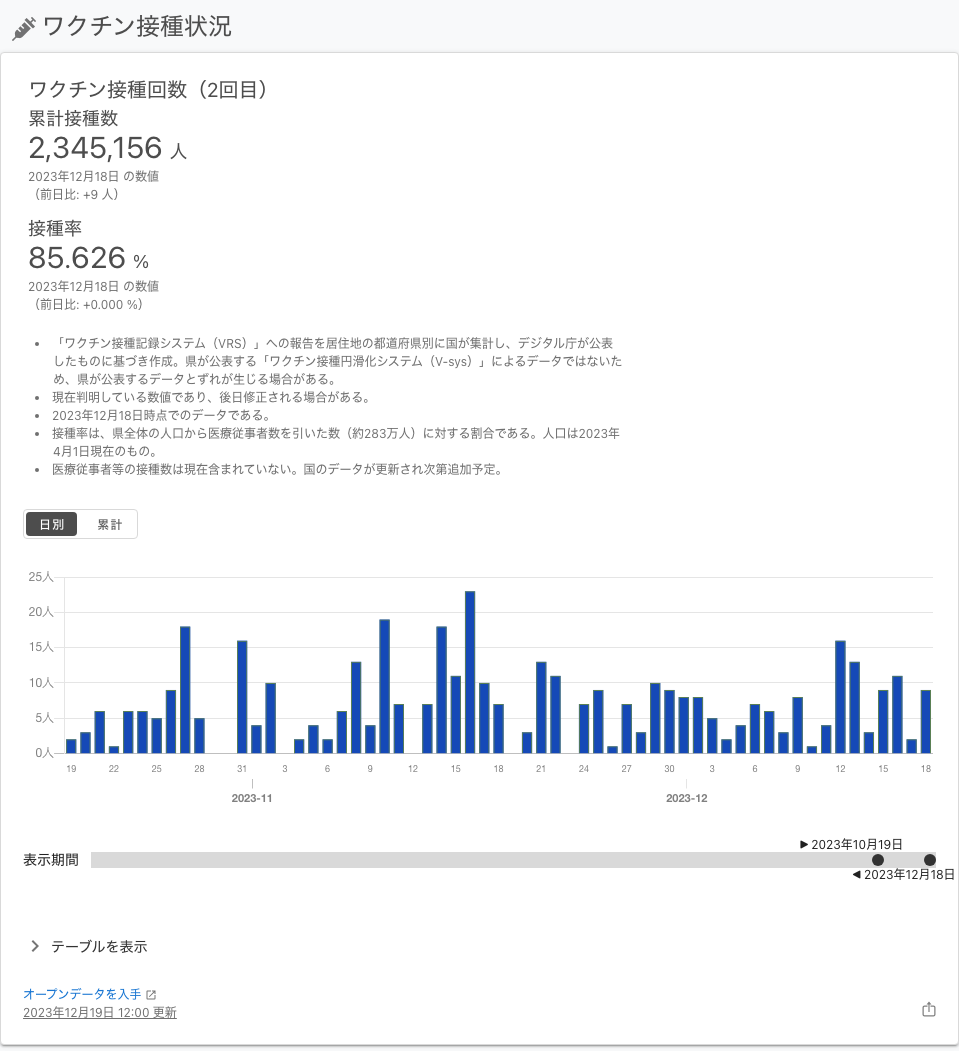 ワクチン接種状況
ワクチン接種回数（2回目）
累計接種数
2,345,156 人
2023年12月18日 の数値
（前日比: +9 人）
接種率
85.626 %
2023年12月18日 の数値
（前日比: +0.000 %）
「ワクチン接種記録システム（VRS）」への報告を居住地の都道府県別に国が集計し、デジタル庁が公表
したものに基づき作成。県が公表する「ワクチン接種円滑化システム（V-sys）」によるデータではないた
め、県が公表するデータとずれが生じる場合がある。
現在判明している数値であり、後日修正される場合がある。
2023年12月18日時点でのデータである。
接種率は、県全体の人口から医療従事者数を引いた数（約283万人）に対する割合である。人口は2023年
4月1日現在のもの。
医療従事者等の接種数は現在含まれていない。国のデータが更新され次第追加予定。
日別 累計
25人
20人
15人
10人
5人
0人
19 22 25 28 31 3 6 9 12 15 18 21 24 27 30 3 6 9 12 15 18
2023-11 2023-12
▶ 2023年10月19日
表示期間
◀ 2023年12月18日
テーブルを表示
オープンデータを入手
2023年12月19日 12:00 更新